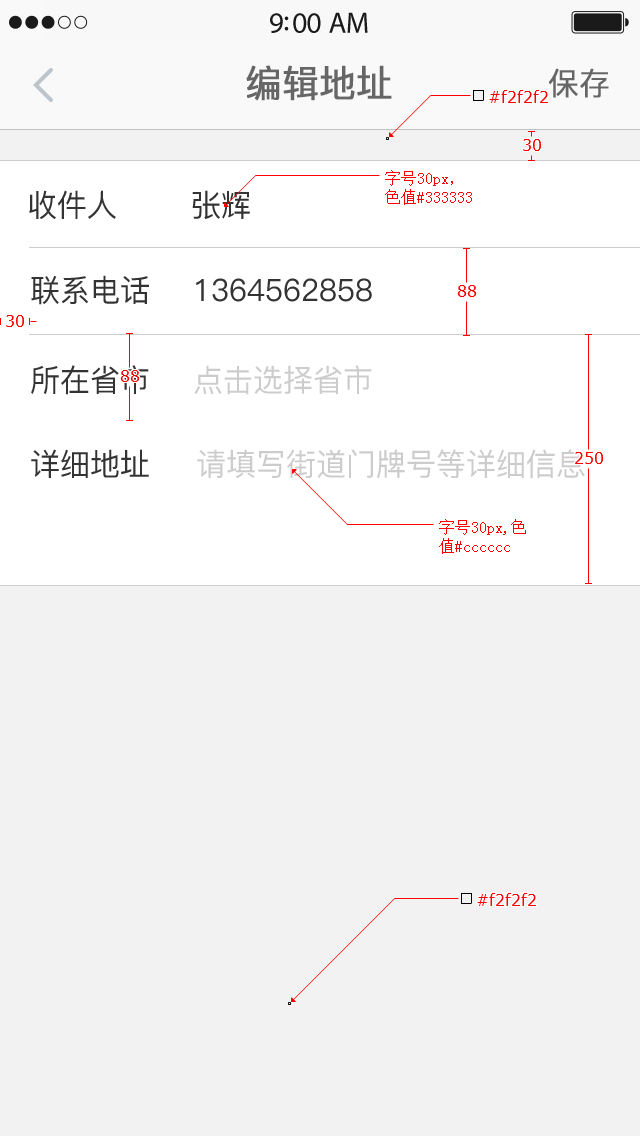 9:00 AM
编辑地址
保存
#f2f2f2
30
字号30px,
色值#333333
收件人
张辉
联系电话
1364562858
88
30
所在省市
88
点击选择省市
详细地址
请填写街道门牌号等详细信息
250
字号30px,色
值#cccccc
#f2f2f2